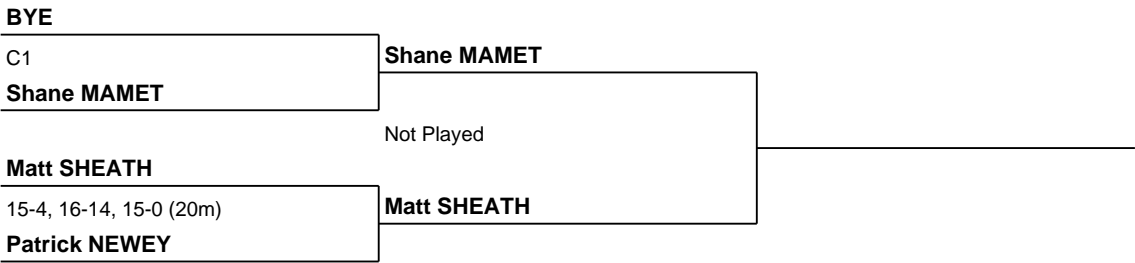 BYE
C1
Shane MAMET
Shane MAMET
Not Played
Matt SHEATH
15-4, 16-14, 15-0 (20m)
Matt SHEATH
Patrick NEWEY